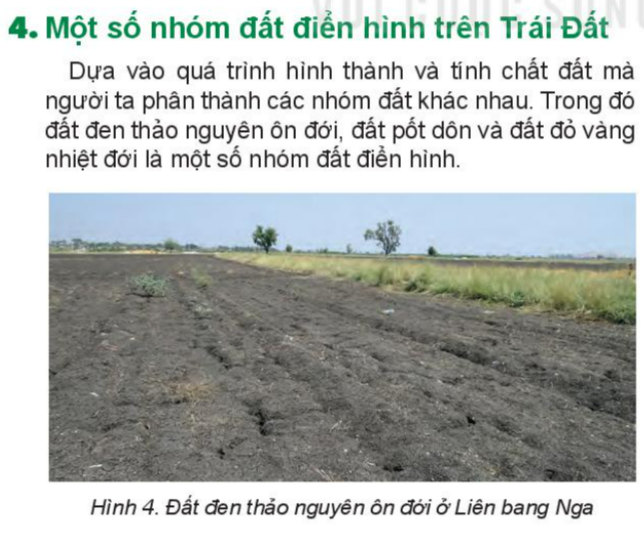 4. Một số nhóm đất điển hình trên Trái Đất
Dựa vào quá trình hình thành và tính chất đất mà
người ta phân thành các nhóm đất khác nhau. Trong đó
đất đen thảo nguyên ôn đới, đất pốt dôn và đất đỏ vàng
nhiệt đới là một số nhóm đất điển hình.
Hình 4. Đất đen thảo nguyên ôn đới ở Liên bang Nga